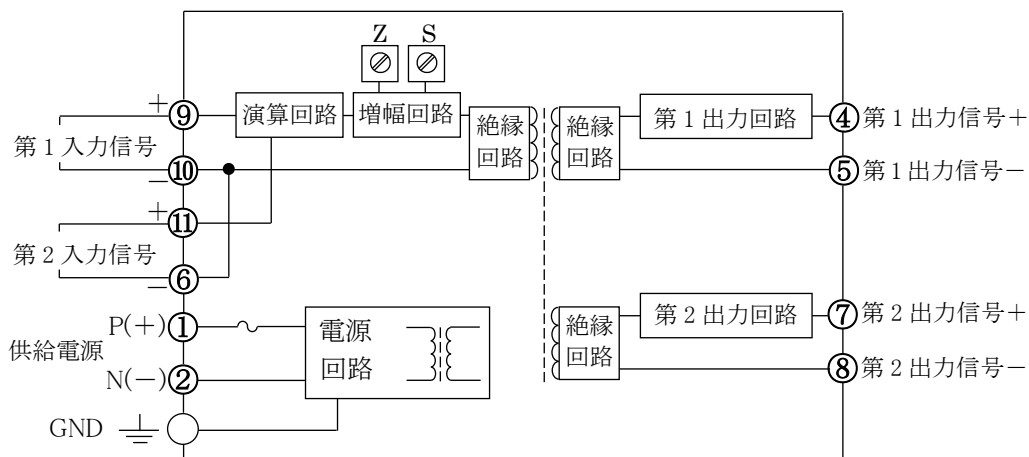 Z S
+ ⑨ 演算回路 増幅回路 絶縁回路 絶縁回路 第1出力回路 ④ 第1出力信号+
第1入力信号
⑩ − ⑤ 第1出力信号−
+ ⑪
第2入力信号
− ⑥
P(+) ① 電源回路 絶縁回路 第2出力回路 ⑦ 第2出力信号+
供給電源
N(−) ② ⑧ 第2出力信号−
GND